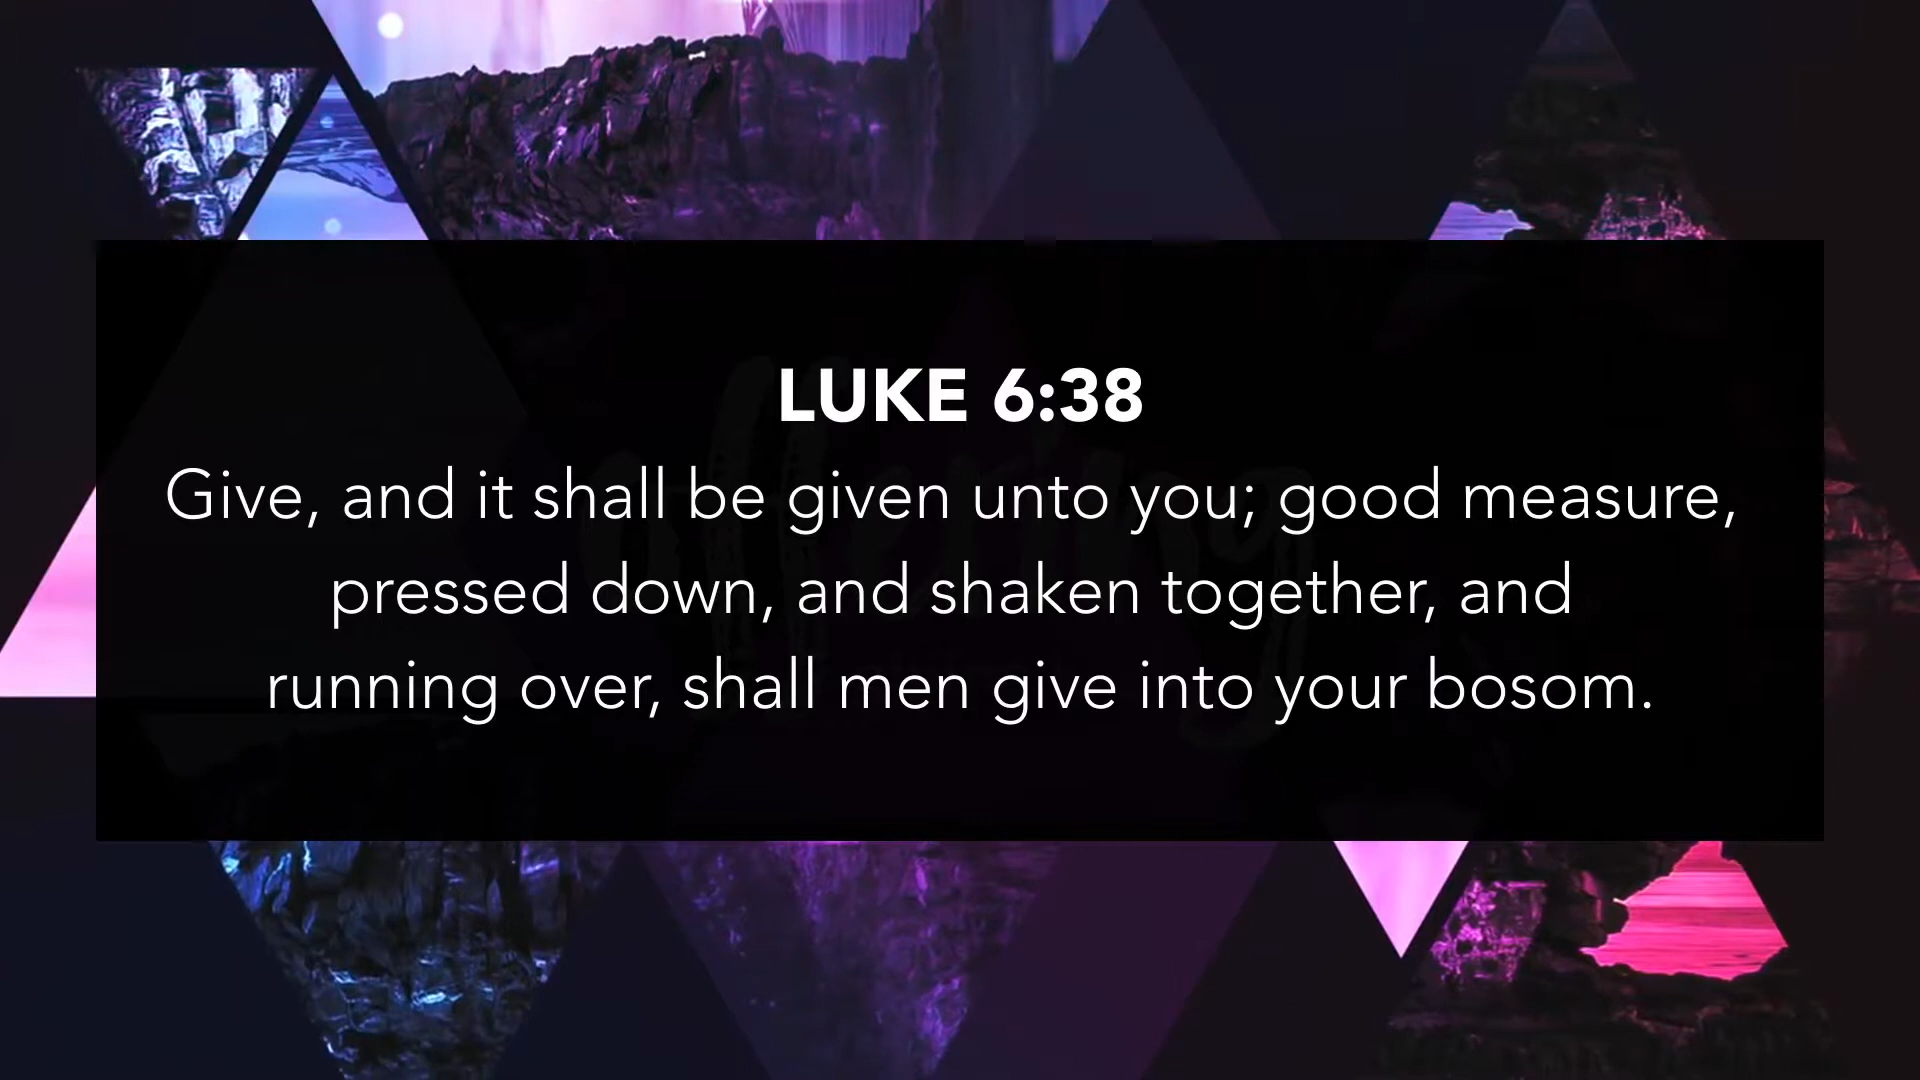 LUKE 6:38
Give, and it shall be given unto you; good measure,
pressed down, and shaken together, and
running over, shall men give into your bosom.